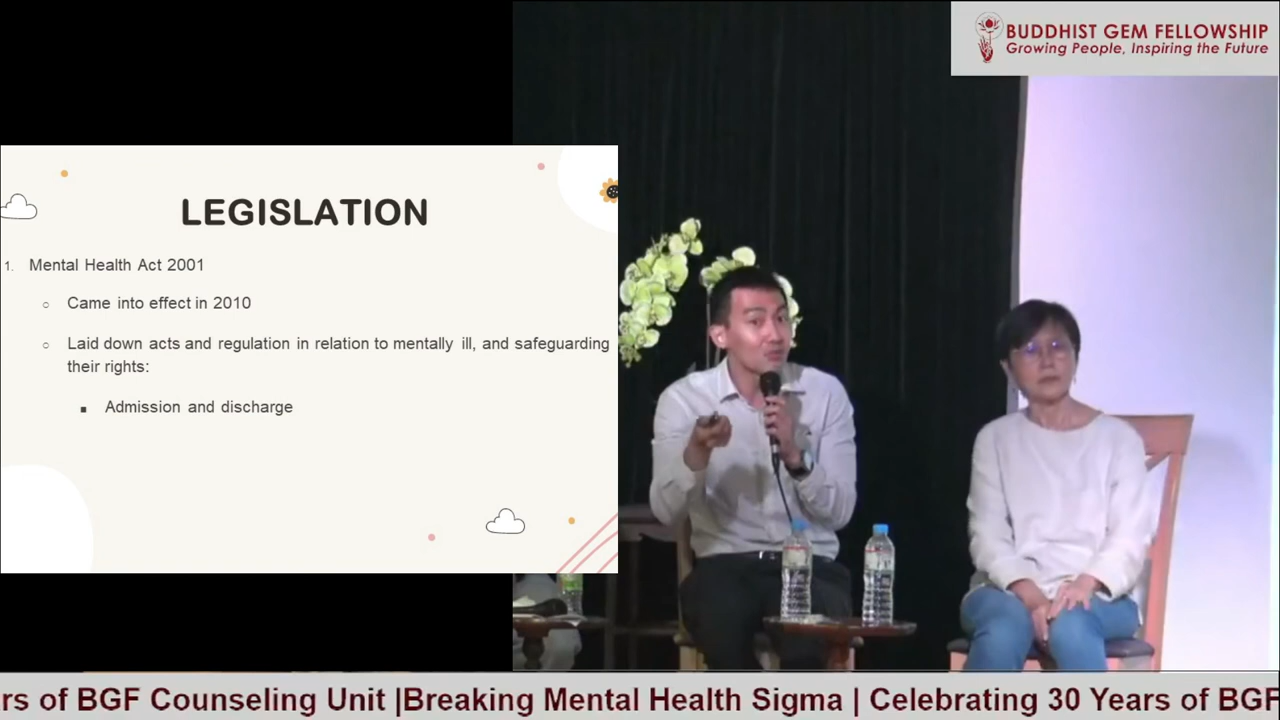 BUDDHIST GEM FELLOWSHIP
Growing People, Inspiring the Future
LEGISLATION
1. Mental Health Act 2001
○ Came into effect in 2010
○ Laid down acts and regulation in relation to mentally ill, and safeguarding
their rights:
■ Admission and discharge
rs of BGF Counseling Unit |Breaking Mental Health Sigma | Celebrating 30 Years of BGF